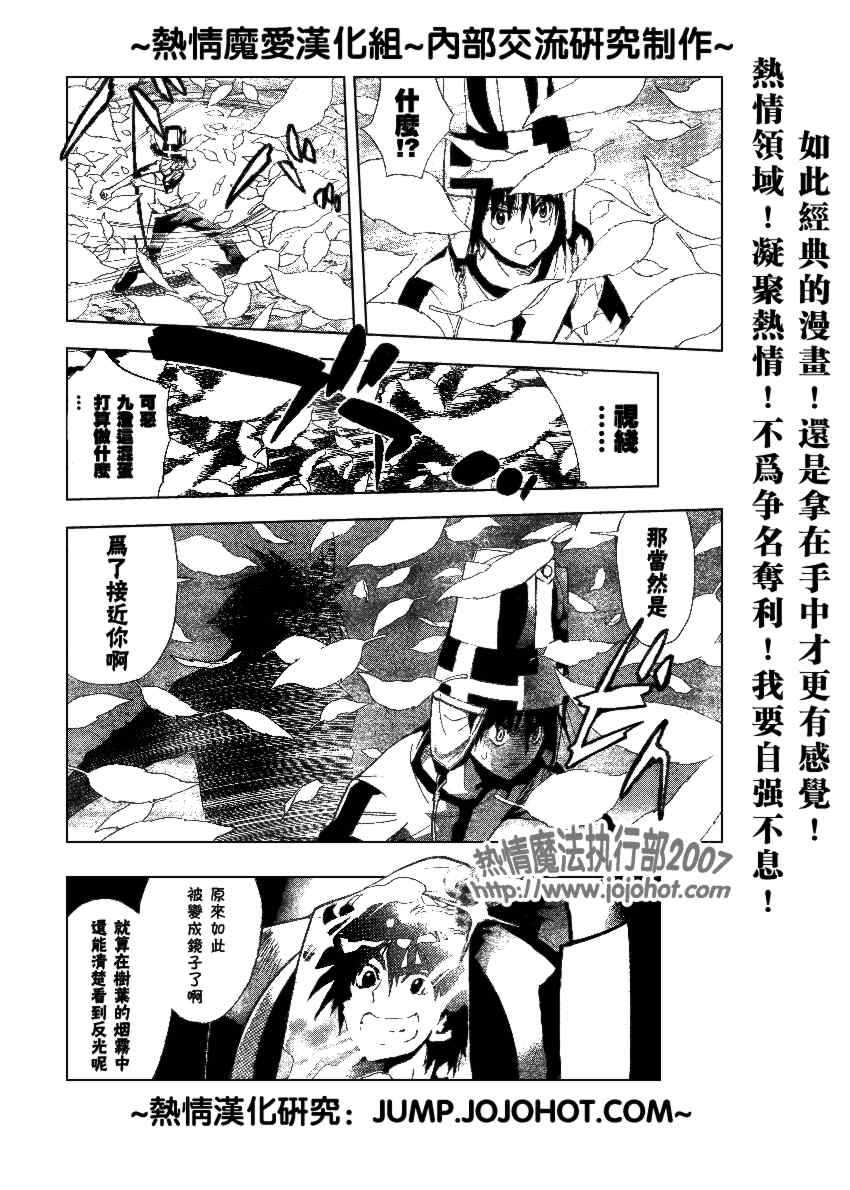 ~熱情魔愛漢化組~內部交流研究制作~
如此經典的漫畫！還是拿在手中才更有感覺！
熱情領域！凝聚熱情！不爲争名奪利！我要自强不息！
什麼!?
視綫
……
可惡
九澄這混蛋
打算做什麼
…
那當然是
爲了接近你啊
熱情魔法执行部2007
http://www.jojohot.com
原來如此
被變成鏡子了啊
就算在樹葉的烟霧中
還能清楚看到反光呢
~熱情漢化研究：JUMP.JOJOHOT.COM~